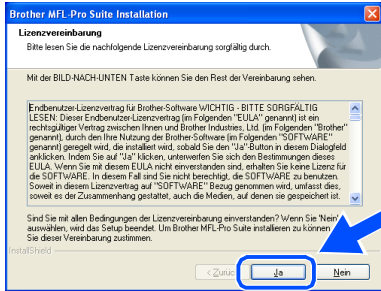 Brother MFL-Pro Suite Installation
Lizenzvereinbarung
Bitte lesen Sie die nachfolgende Lizenzvereinbarung sorgfältig durch.
Mit der BILD-NACH-UNTEN Taste können Sie den Rest der Vereinbarung sehen.
Endbenutzer-Lizenzvertrag für Brother-Software WICHTIG - BITTE SORGFÄLTIG
LESEN: Dieser Endbenutzer-Lizenzvertrag (im Folgenden "EULA" genannt) ist ein
rechtsgültiger Vertrag zwischen Ihnen und Brother Industries, Ltd. (im Folgenden "Brother"
genannt), durch den Ihre Nutzung der Brother-Software (im Folgenden "SOFTWARE"
genannt) geregelt wird, die installiert wird, sobald Sie den "Ja"-Button in diesem Dialogfeld
anklicken. Indem Sie auf "Ja" klicken, unterwerfen Sie sich den Bestimmungen dieses
EULA. Wenn Sie mit diesem EULA nicht einverstanden sind, erhalten Sie keine Lizenz für
die SOFTWARE. In diesem Fall sind Sie nicht berechtigt, die SOFTWARE zu benutzen.
Soweit in diesem Lizenzvertrag auf "SOFTWARE" Bezug genommen wird, umfasst dies,
soweit es der Zusammenhang gestattet, auch die Medien, auf denen sie gespeichert ist.
Sind Sie mit allen Bedingungen der Lizenzvereinbarung einverstanden? Wenn Sie 'Nein'
auswählen, wird das Setup beendet. Um Brother MFL-Pro Suite installieren zu können
Sie dieser Vereinbarung zustimmen.
InstallShield
< Zurück Ja Nein